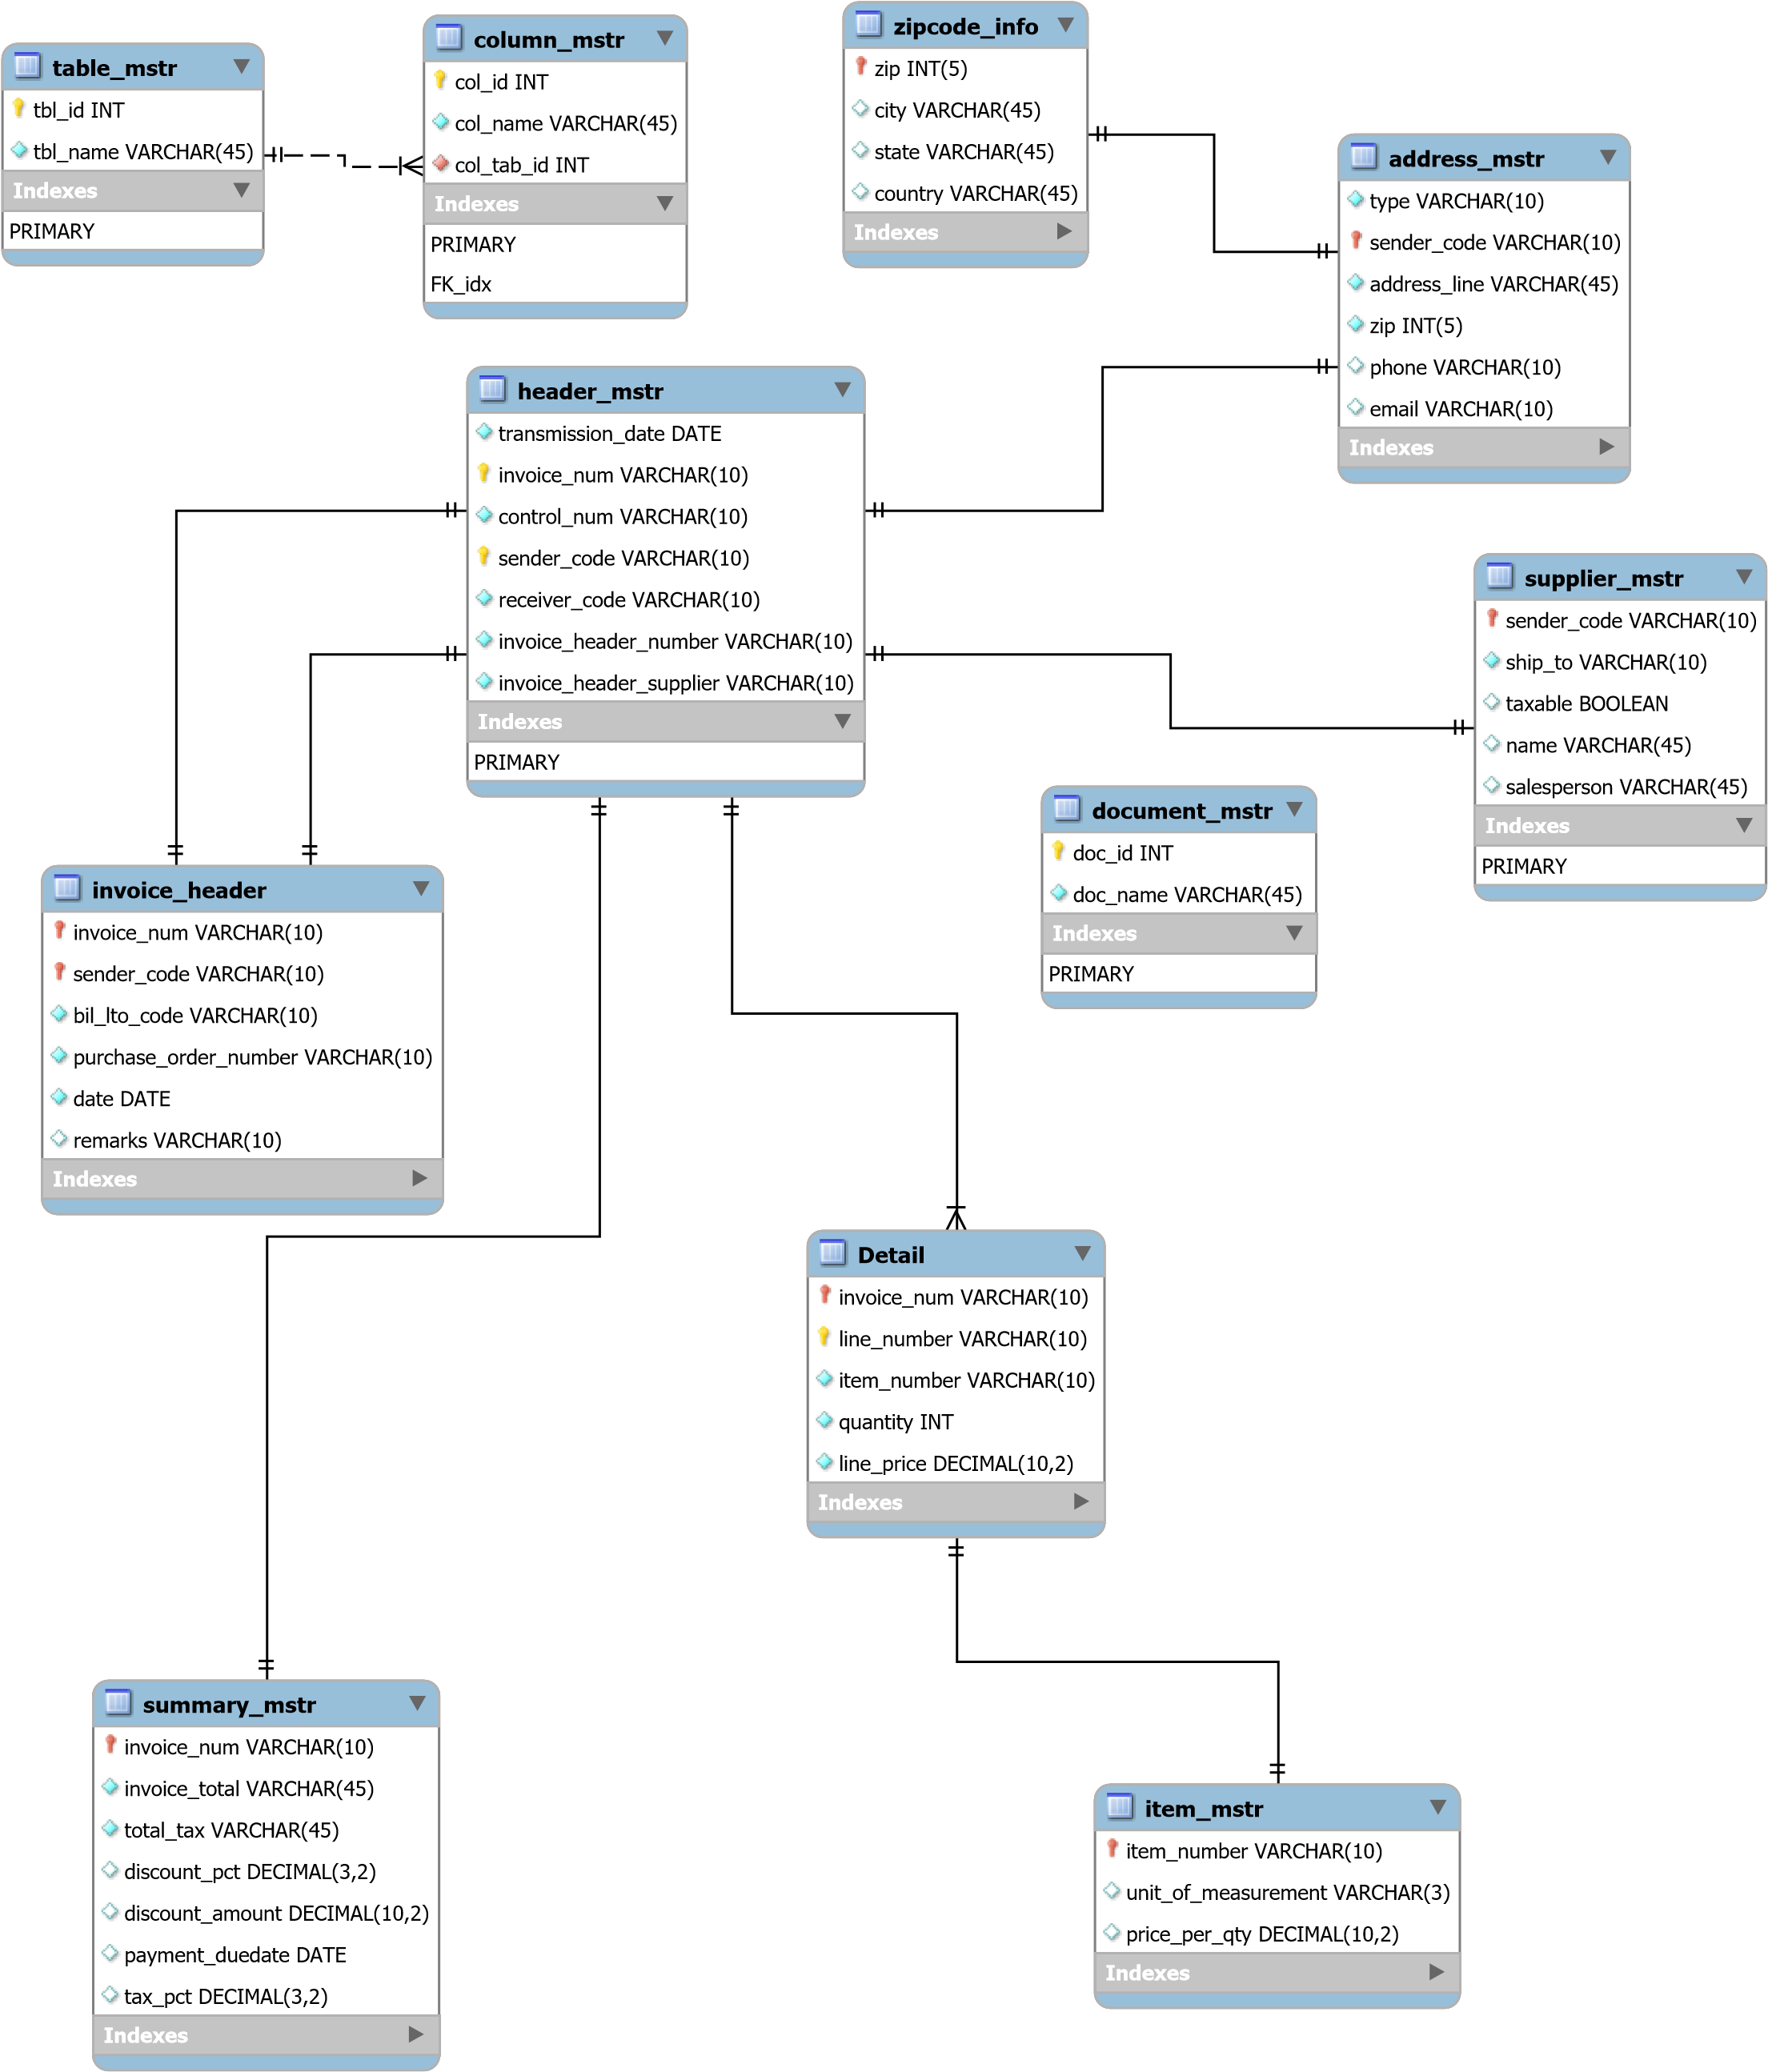 table_mstr
tbl_id INT
tbl_name VARCHAR(45)
Indexes
PRIMARY
column_mstr
col_id INT
col_name VARCHAR(45)
col_tab_id INT
Indexes
PRIMARY
FK_idx
zipcode_info
zip INT(5)
city VARCHAR(45)
state VARCHAR(45)
country VARCHAR(45)
Indexes
address_mstr
type VARCHAR(10)
sender_code VARCHAR(10)
address_line VARCHAR(45)
zip INT(5)
phone VARCHAR(10)
email VARCHAR(10)
Indexes
header_mstr
transmission_date DATE
invoice_num VARCHAR(10)
control_num VARCHAR(10)
sender_code VARCHAR(10)
receiver_code VARCHAR(10)
invoice_header_number VARCHAR(10)
invoice_header_supplier VARCHAR(10)
Indexes
PRIMARY
supplier_mstr
sender_code VARCHAR(10)
ship_to VARCHAR(10)
taxable BOOLEAN
name VARCHAR(45)
salesperson VARCHAR(45)
Indexes
PRIMARY
document_mstr
doc_id INT
doc_name VARCHAR(45)
Indexes
PRIMARY
invoice_header
invoice_num VARCHAR(10)
sender_code VARCHAR(10)
bil_lto_code VARCHAR(10)
purchase_order_number VARCHAR(10)
date DATE
remarks VARCHAR(10)
Indexes
Detail
invoice_num VARCHAR(10)
line_number VARCHAR(10)
item_number VARCHAR(10)
quantity INT
line_price DECIMAL(10,2)
Indexes
summary_mstr
invoice_num VARCHAR(10)
invoice_total VARCHAR(45)
total_tax VARCHAR(45)
discount_pct DECIMAL(3,2)
discount_amount DECIMAL(10,2)
payment_duedate DATE
tax_pct DECIMAL(3,2)
Indexes
item_mstr
item_number VARCHAR(10)
unit_of_measurement VARCHAR(3)
price_per_qty DECIMAL(10,2)
Indexes